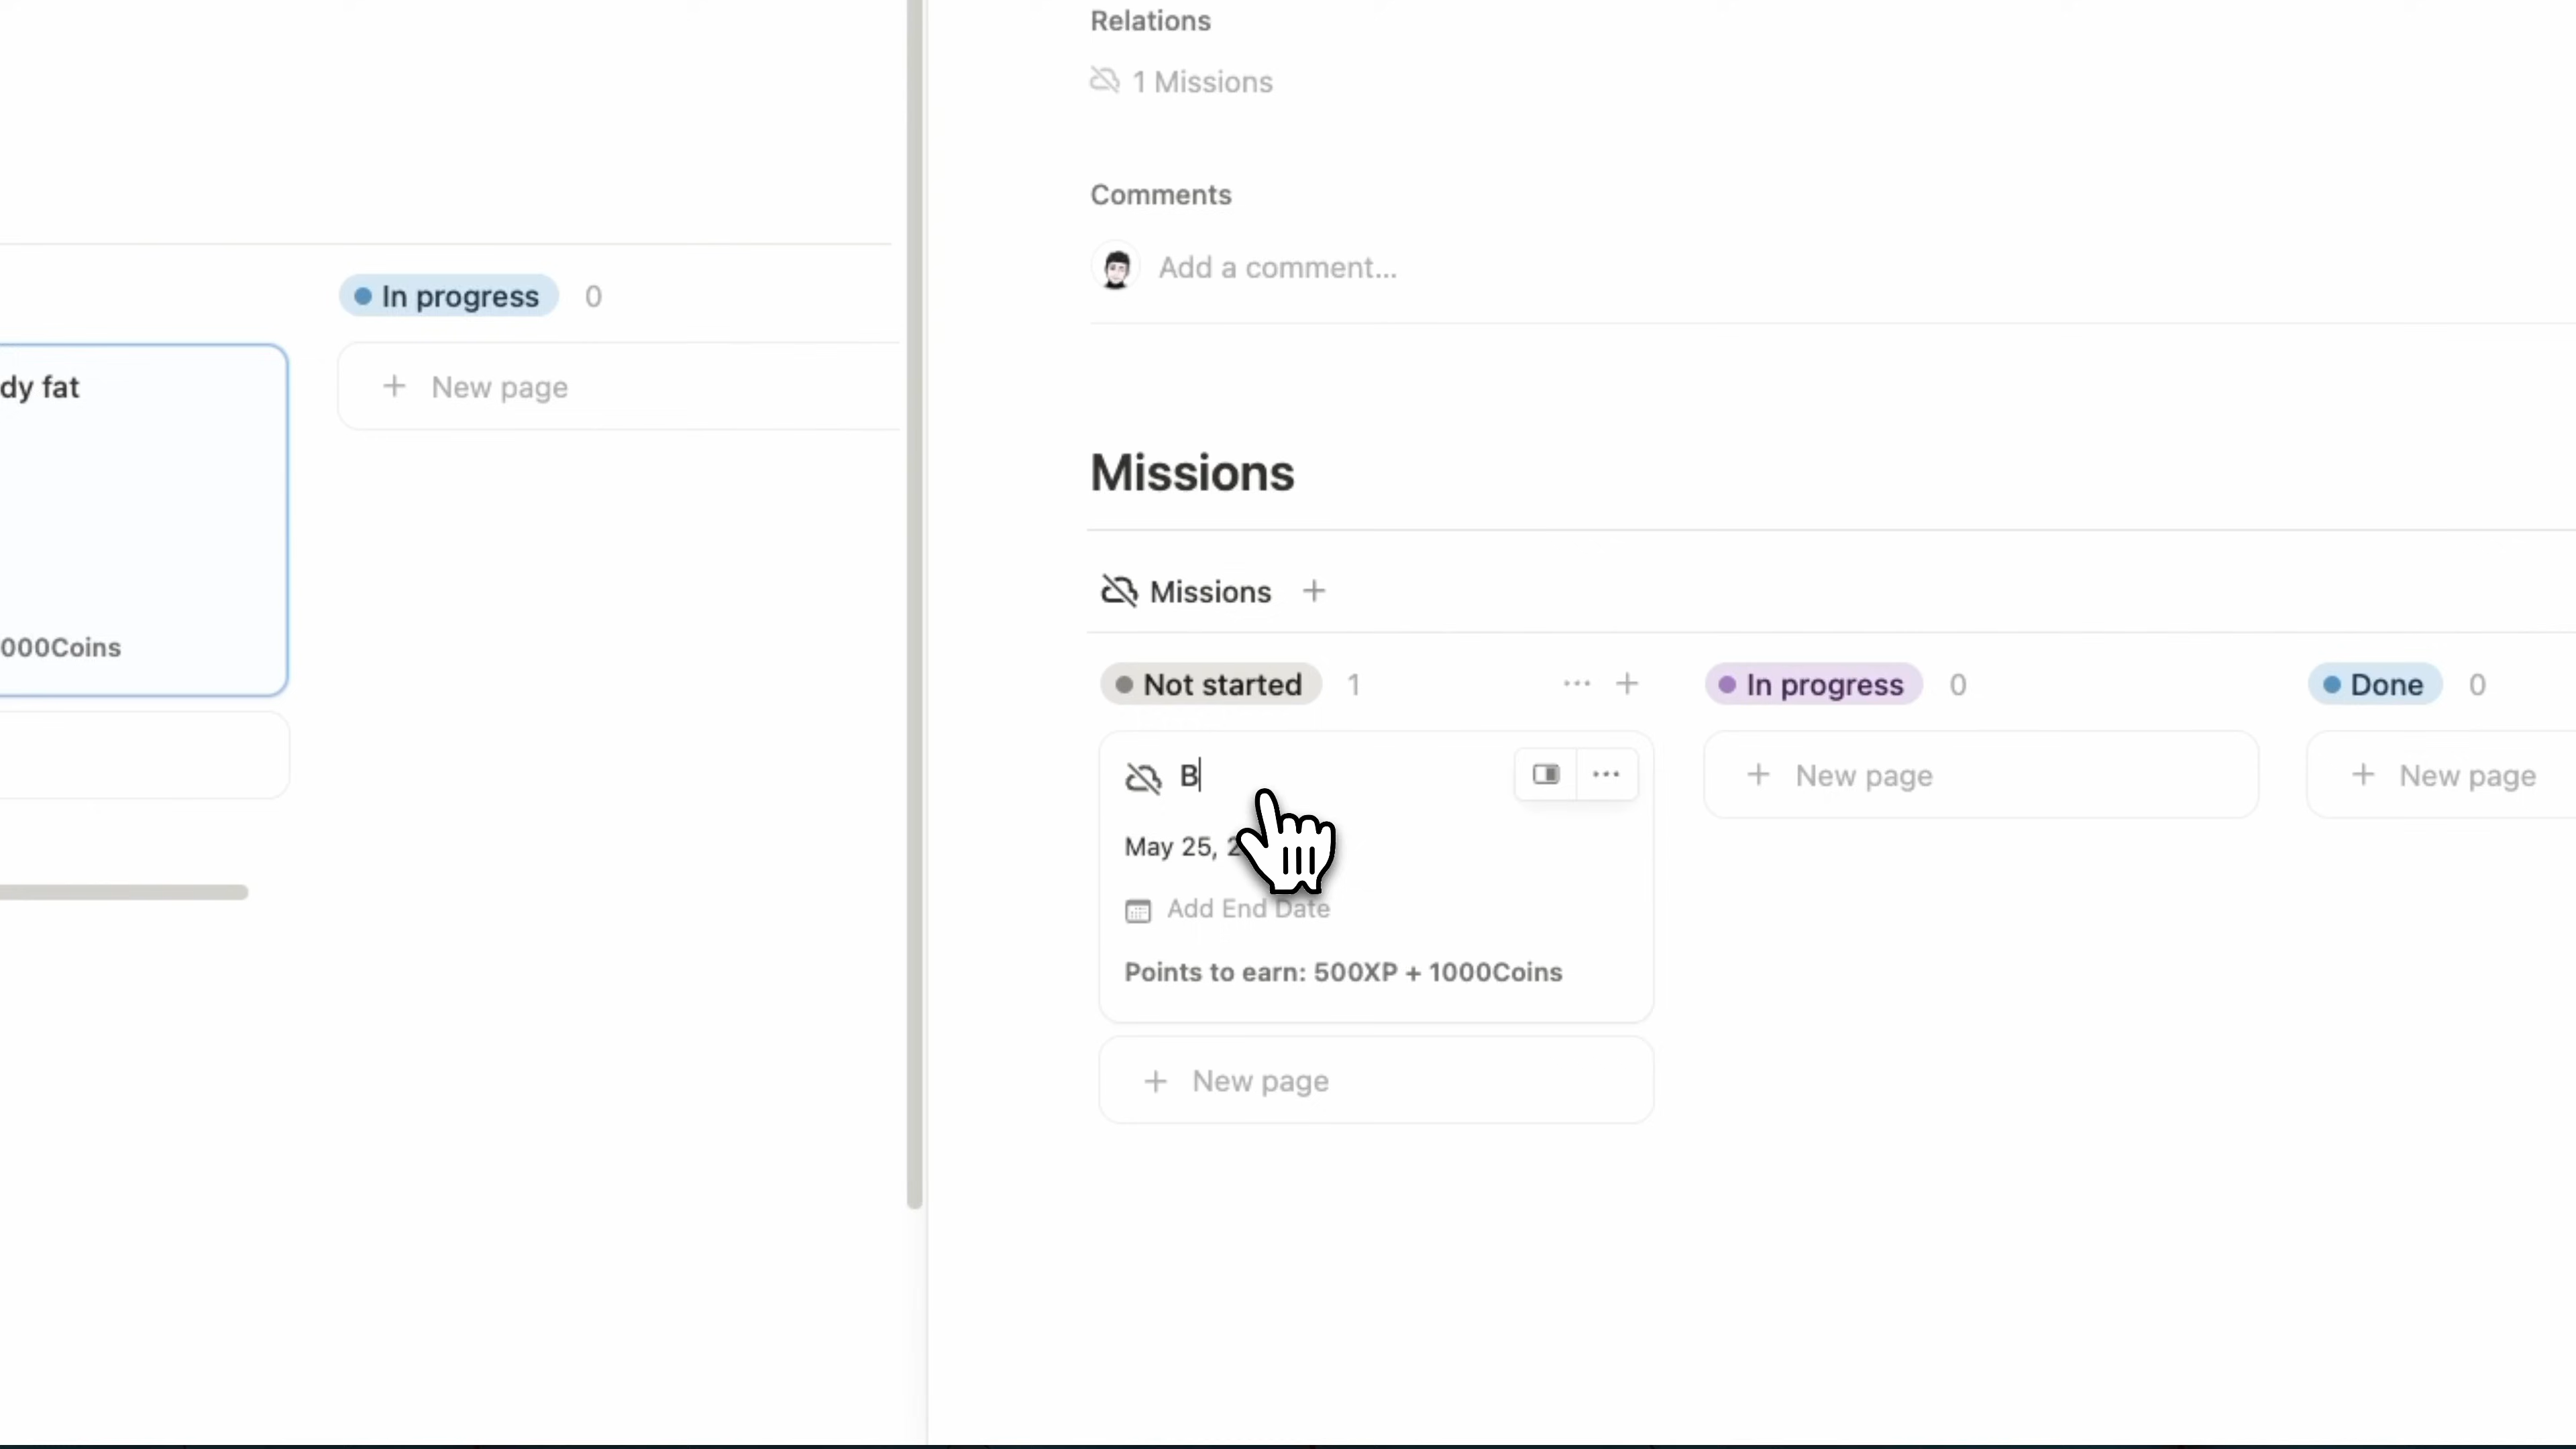 In progress 0
dy fat
+ New page
000Coins
Relations
1 Missions
Comments
Add a comment...
Missions
Missions +
Not started 1 ... +
In progress 0
Done 0
B
May 25,
Add End Date
Points to earn: 500XP + 1000Coins
+ New page
+ New page
+ New page